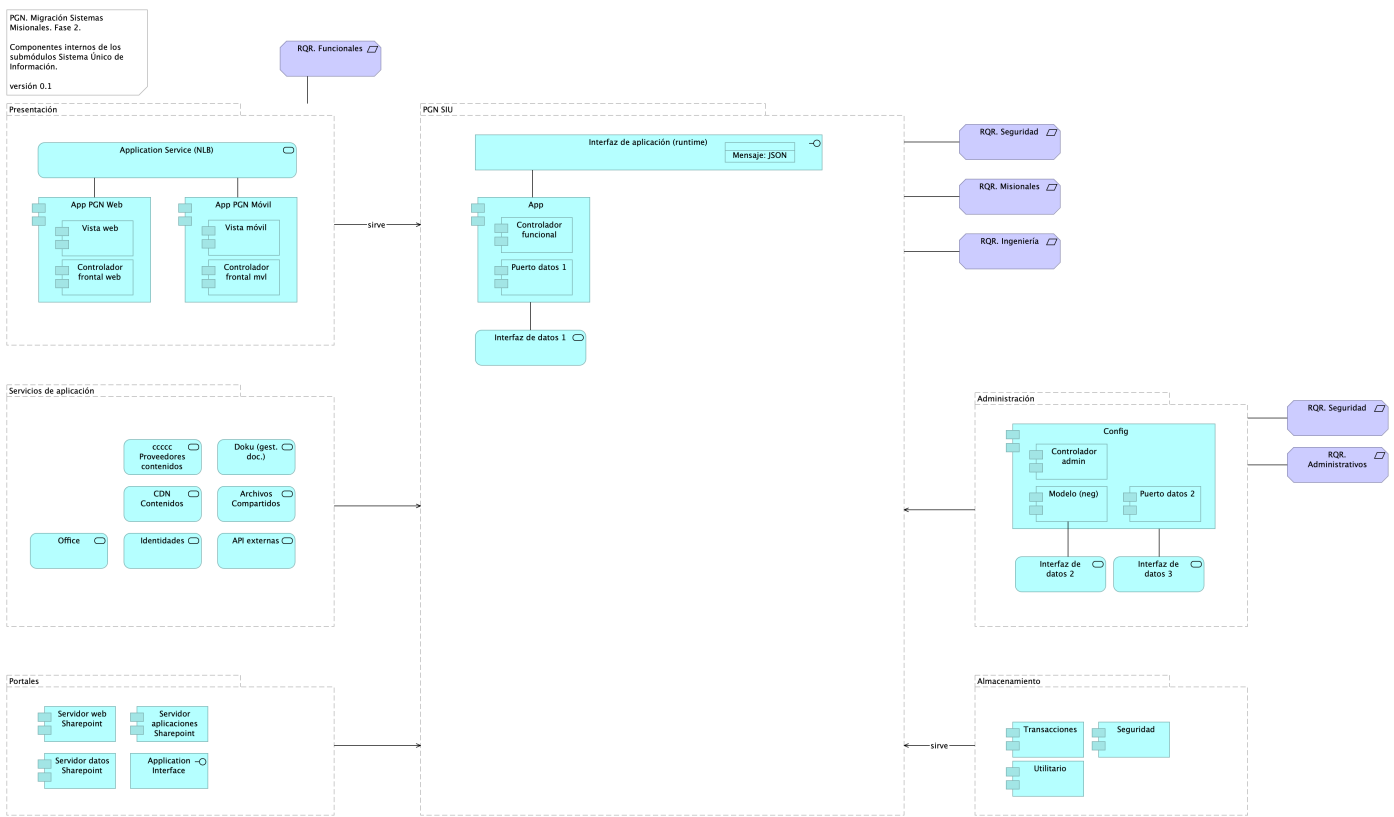 PGN. Migración Sistemas
Misionales. Fase 2.
Componentes internos de los
submódulos Sistema Único de
Información.
versión 0.1
RQR. Funcionales
Presentación
Application Service (NLB)
App PGN Web
Vista web
Controlador
frontal web
App PGN Móvil
Vista móvil
Controlador
frontal mvl
sirve
PGN SIU
Interfaz de aplicación (runtime)
Mensaje: JSON
App
Controlador
funcional
Puerto datos 1
Interfaz de datos 1
RQR. Seguridad
RQR. Misionales
RQR. Ingeniería
Servicios de aplicación
ccccc
Proveedores
contenidos
Doku (gest.
doc.)
CDN
Contenidos
Archivos
Compartidos
Office
Identidades
API externas
Administración
Config
Controlador
admin
Modelo (neg)
Puerto datos 2
Interfaz de
datos 2
Interfaz de
datos 3
RQR. Seguridad
RQR.
Administrativos
Portales
Servidor web
Sharepoint
Servidor
aplicaciones
Sharepoint
Servidor datos
Sharepoint
Application
Interface
sirve
Almacenamiento
Transacciones
Seguridad
Utilitario